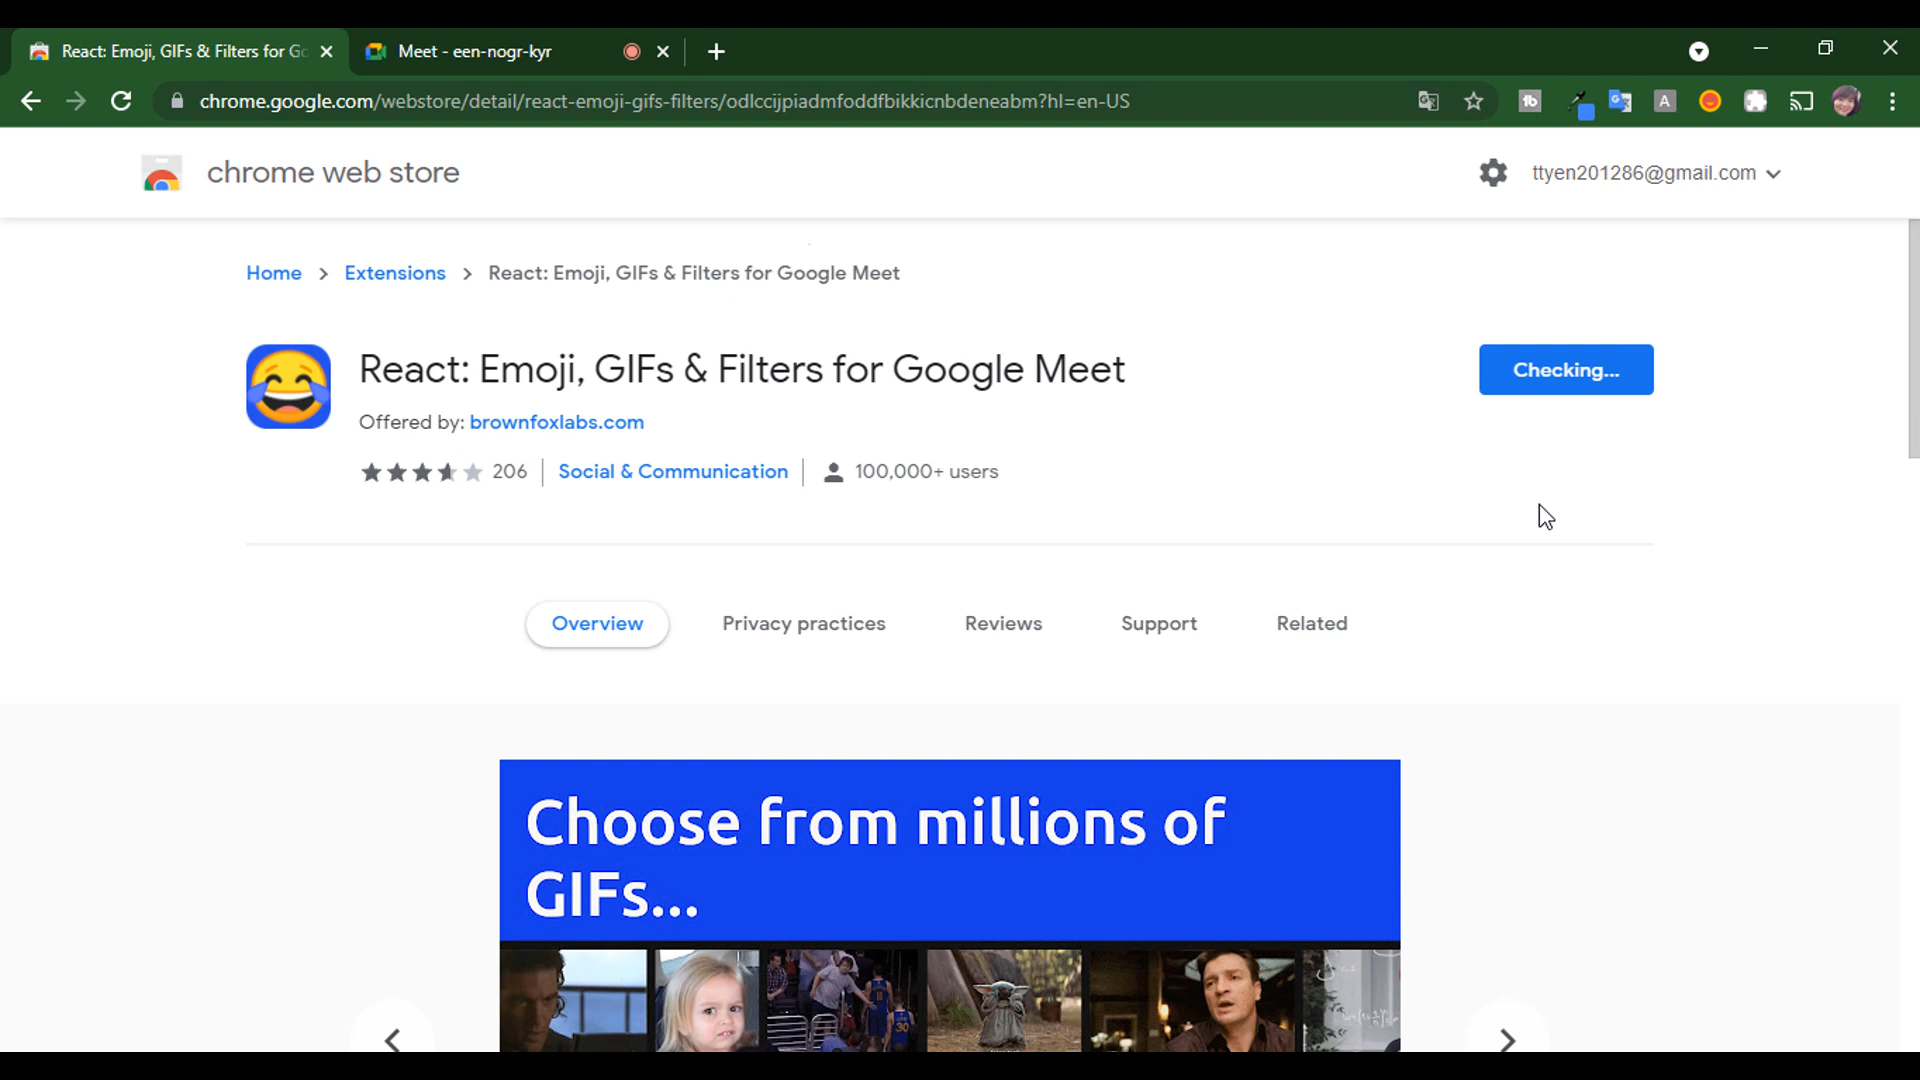 React: Emoji, GIFs & Filters for Go
Meet - een-nogr-kyr
chrome.google.com/webstore/detail/react-emoji-gifs-filters/odlccijpiadmfoddfbikkicnbdeneabm?hl=en-US
chrome web store
ttyen201286@gmail.com
Home > Extensions > React: Emoji, GIFs & Filters for Google Meet
React: Emoji, GIFs & Filters for Google Meet
Checking...
Offered by: brownfoxlabs.com
206 Social & Communication 100,000+ users
Overview Privacy practices Reviews Support Related
Choose from millions of
GIFs...